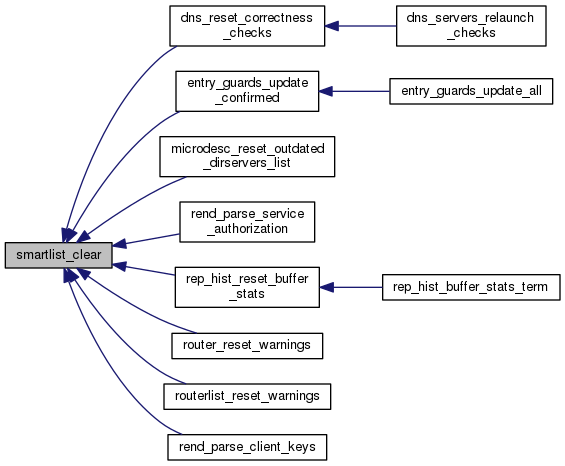 dns_reset_correctness
_checks
dns_servers_relaunch
_checks
entry_guards_update
_confirmed
entry_guards_update_all
microdesc_reset_outdated
_dirservers_list
rend_parse_service
_authorization
smartlist_clear
rep_hist_reset_buffer
_stats
rep_hist_buffer_stats_term
router_reset_warnings
routerlist_reset_warnings
rend_parse_client_keys